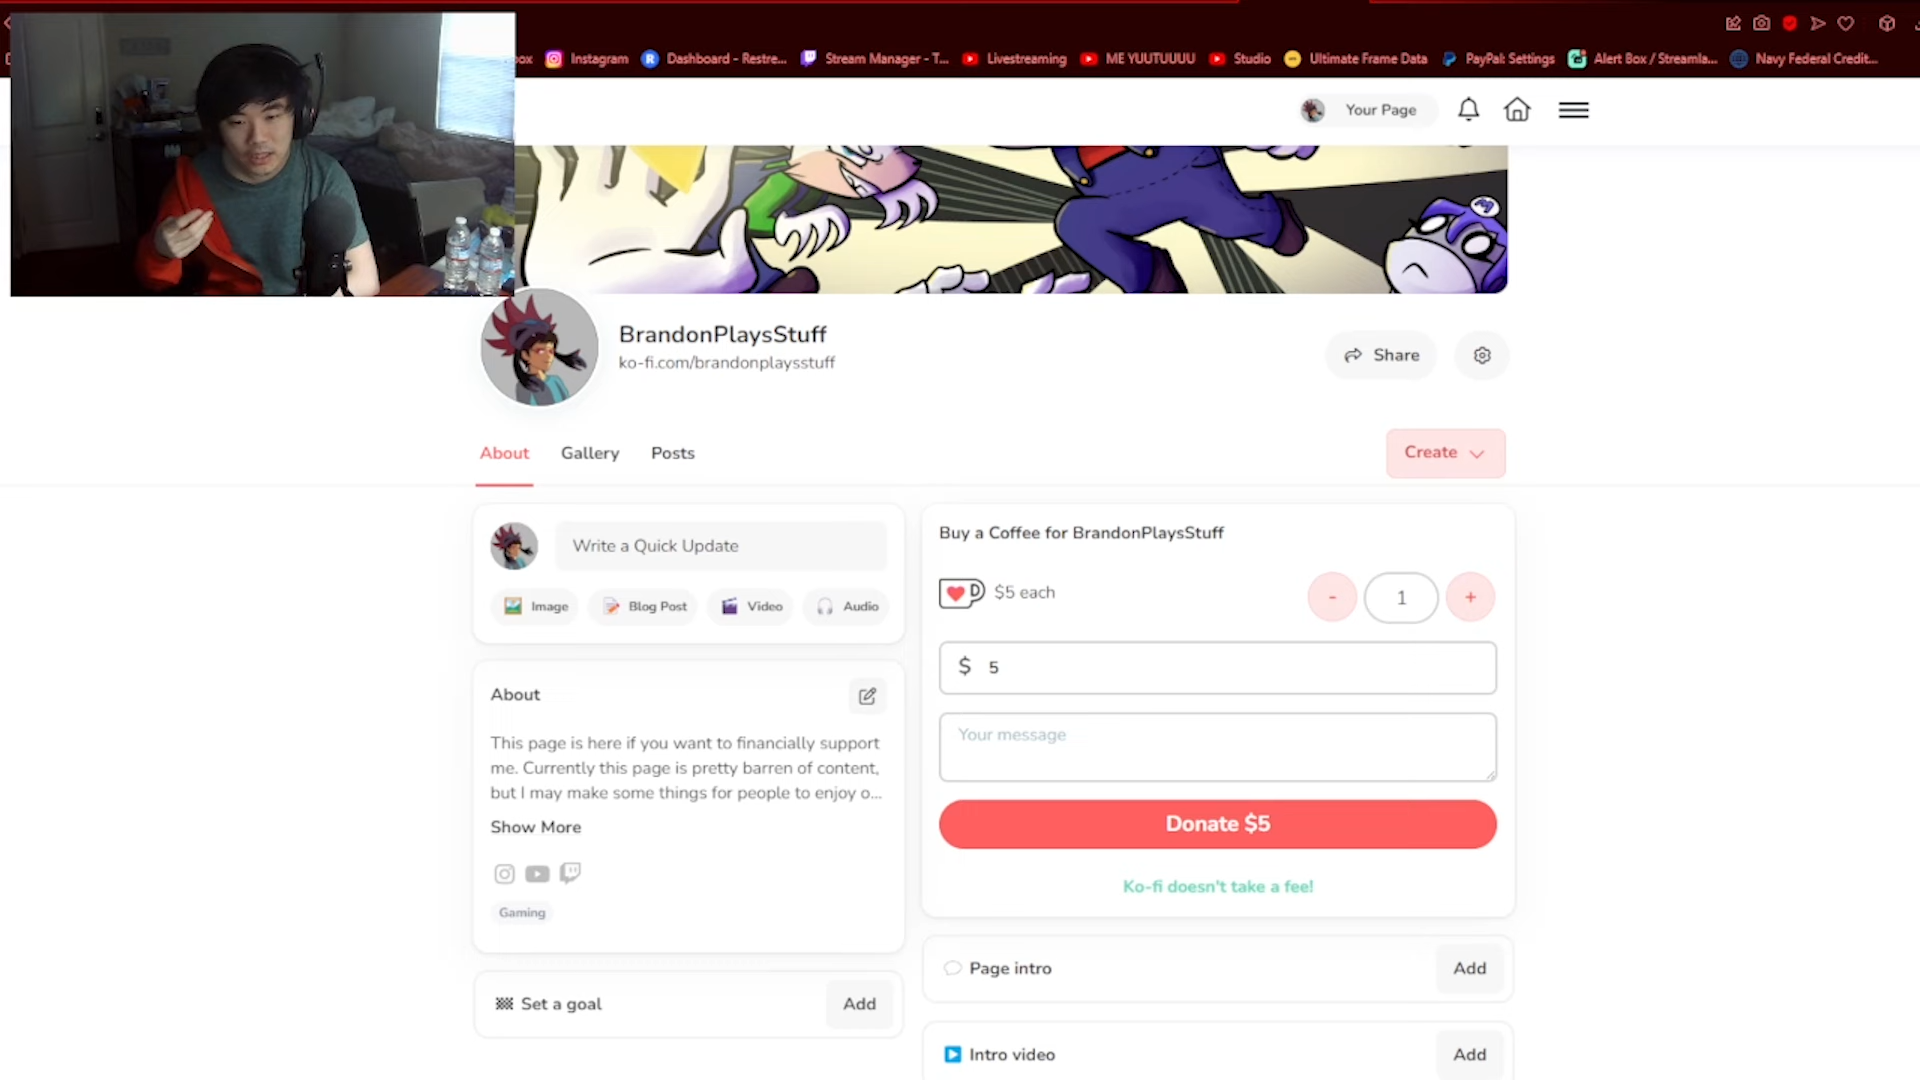 ox
Instagram
Dashboard - Restre...
Stream Manager - T...
Livestreaming
ME YUUTUUUU
Studio
Ultimate Frame Data
PayPal: Settings
Alert Box / Streamla...
Navy Federal Credit...
Your Page
BrandonPlaysStuff
ko-fi.com/brandonplaysstuff
Share
About
Gallery
Posts
Create
Write a Quick Update
Image
Blog Post
Video
Audio
About
This page is here if you want to financially support
me. Currently this page is pretty barren of content,
but I may make some things for people to enjoy o...
Show More
Gaming
Set a goal
Add
Buy a Coffee for BrandonPlaysStuff
$5 each
-
1
+
$ 5
Your message
Donate $5
Ko-fi doesn't take a fee!
Page intro
Add
Intro video
Add